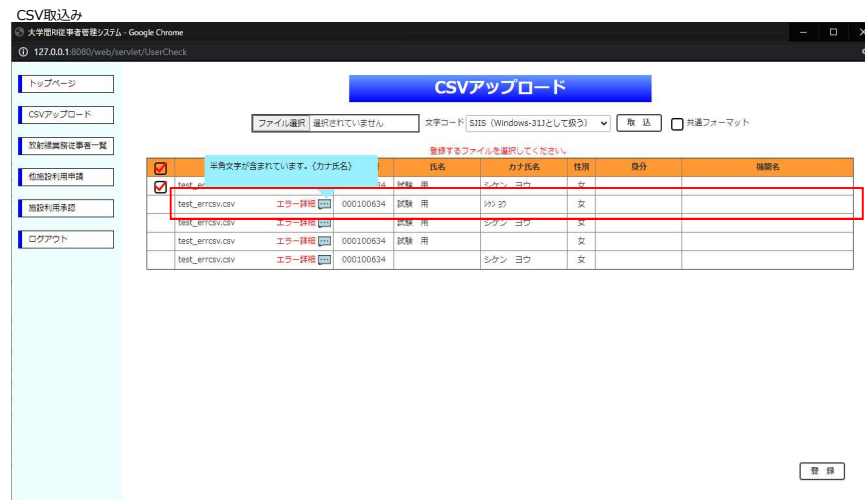 CSV取込み
大学間RI従事者管理システム - Google Chrome
127.0.0.1:8080/web/servlet/UserCheck
トップページ
CSVアップロード
放射線業務従事者一覧
他施設利用申請
施設利用承認
ログアウト
CSVアップロード
ファイル選択 選択されていません 文字コード SJIS（Windows-31Jとして扱う） 取 込 共通フォーマット
登録するファイルを選択してください。
半角文字が含まれています。{カナ氏名} 氏名 カナ氏名 性別 身分 機関名
test_er 34 試験 用 シケン ヨウ 女
test_errcsv.csv エラー詳細 000100634 試験 用 ｼｹﾝ ﾖｳ 女
test_errcsv.csv エラー詳細 000100634 シケン ヨウ 女
test_errcsv.csv エラー詳細 000100634 試験 用 女
test_errcsv.csv エラー詳細 000100634 シケン ヨウ 女
登 録